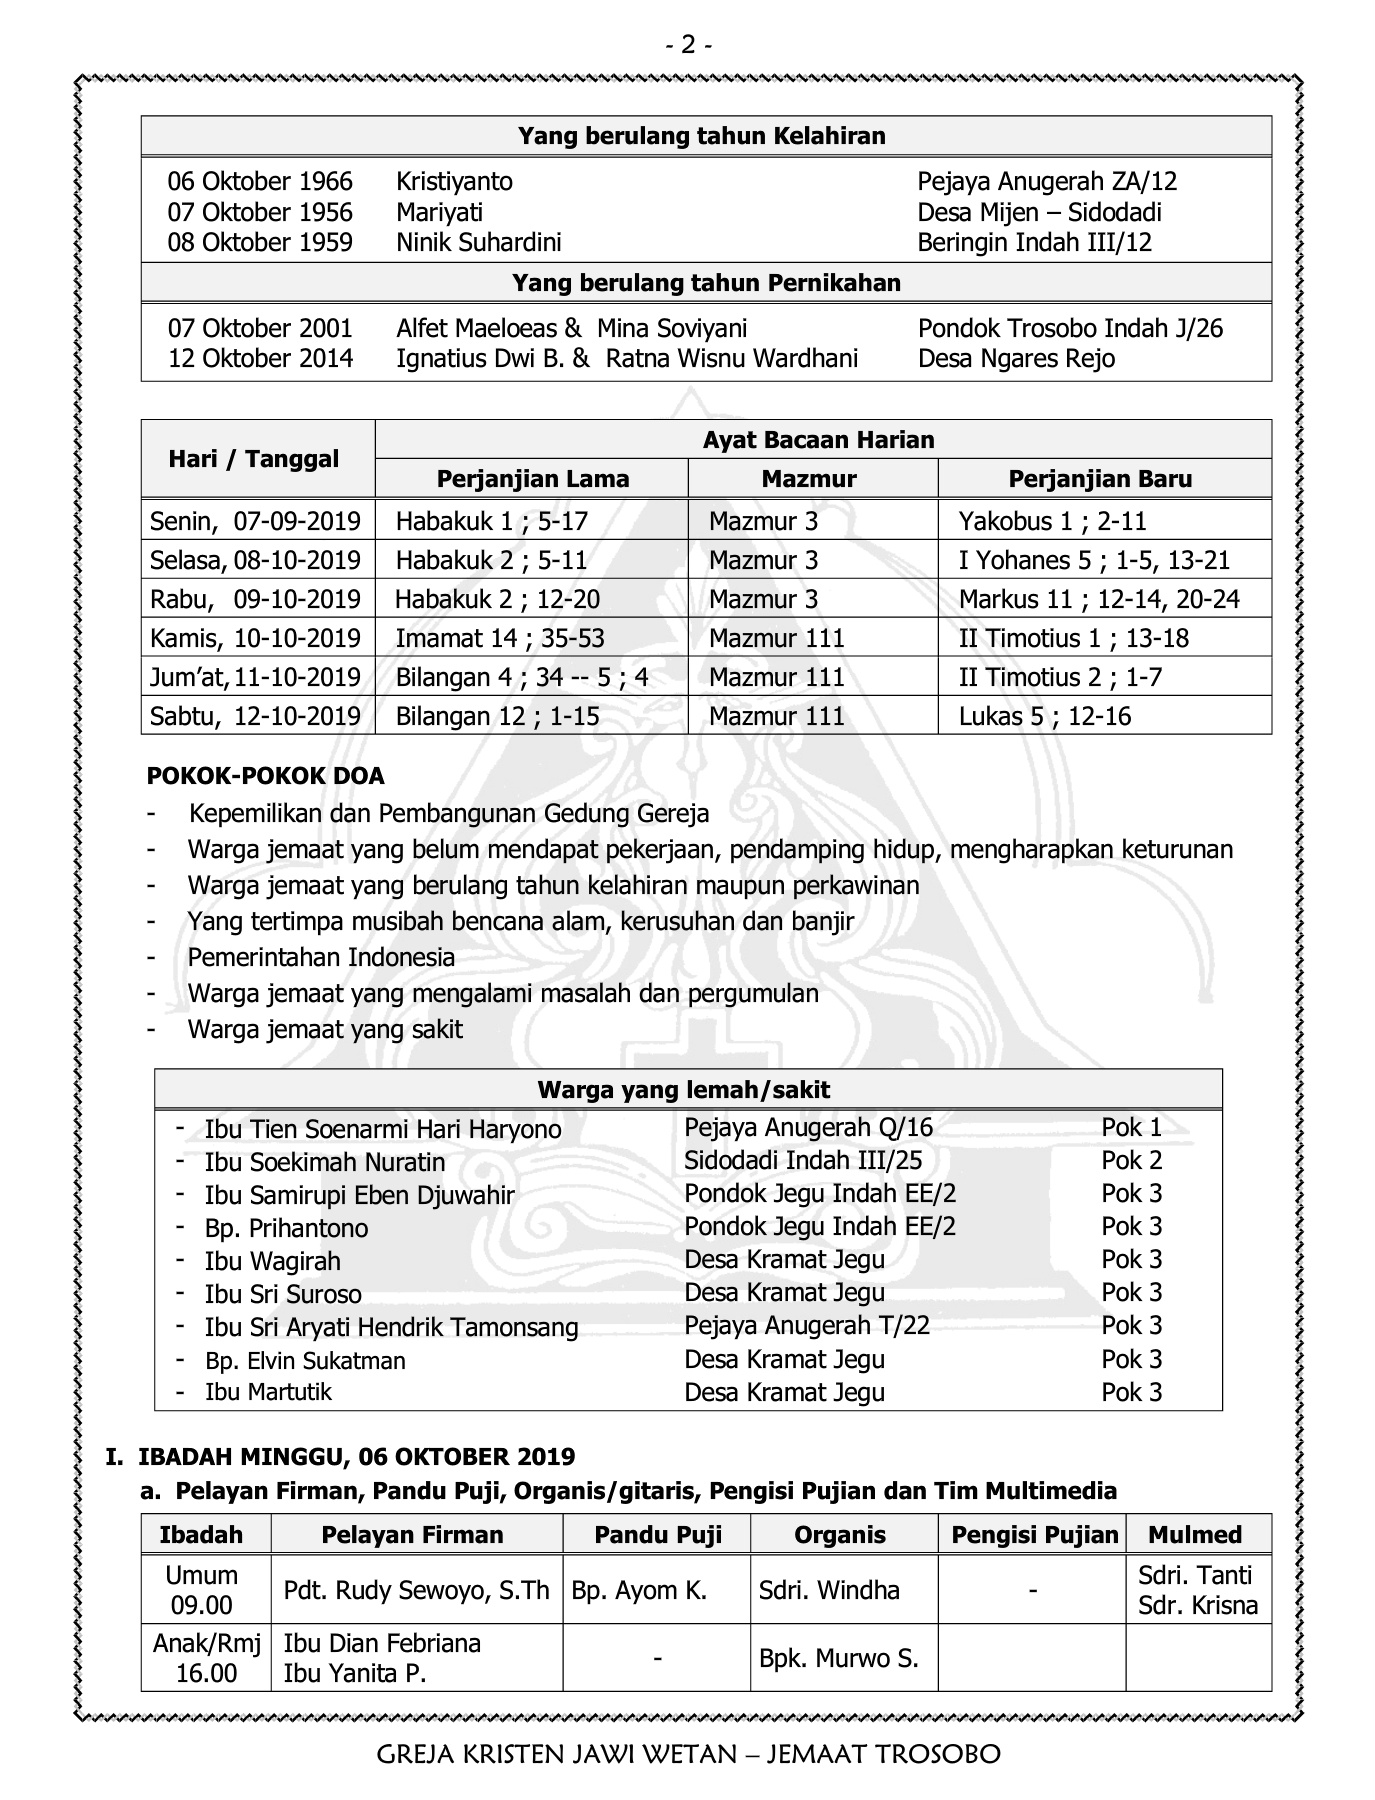 - 2 -
Yang berulang tahun Kelahiran
06 Oktober 1966 Kristiyanto Pejaya Anugerah ZA/12
07 Oktober 1956 Mariyati Desa Mijen – Sidodadi
08 Oktober 1959 Ninik Suhardini Beringin Indah III/12
Yang berulang tahun Pernikahan
07 Oktober 2001 Alfet Maeloeas & Mina Soviyani Pondok Trosobo Indah J/26
12 Oktober 2014 Ignatius Dwi B. & Ratna Wisnu Wardhani Desa Ngares Rejo
Hari / Tanggal Ayat Bacaan Harian
Perjanjian Lama Mazmur Perjanjian Baru
Senin, 07-09-2019 Habakuk 1 ; 5-17 Mazmur 3 Yakobus 1 ; 2-11
Selasa, 08-10-2019 Habakuk 2 ; 5-11 Mazmur 3 I Yohanes 5 ; 1-5, 13-21
Rabu, 09-10-2019 Habakuk 2 ; 12-20 Mazmur 3 Markus 11 ; 12-14, 20-24
Kamis, 10-10-2019 Imamat 14 ; 35-53 Mazmur 111 II Timotius 1 ; 13-18
Jum’at, 11-10-2019 Bilangan 4 ; 34 -- 5 ; 4 Mazmur 111 II Timotius 2 ; 1-7
Sabtu, 12-10-2019 Bilangan 12 ; 1-15 Mazmur 111 Lukas 5 ; 12-16
POKOK-POKOK DOA
- Kepemilikan dan Pembangunan Gedung Gereja
- Warga jemaat yang belum mendapat pekerjaan, pendamping hidup, mengharapkan keturunan
- Warga jemaat yang berulang tahun kelahiran maupun perkawinan
- Yang tertimpa musibah bencana alam, kerusuhan dan banjir
- Pemerintahan Indonesia
- Warga jemaat yang mengalami masalah dan pergumulan
- Warga jemaat yang sakit
Warga yang lemah/sakit
- Ibu Tien Soenarmi Hari Haryono Pejaya Anugerah Q/16 Pok 1
- Ibu Soekimah Nuratin Sidodadi Indah III/25 Pok 2
- Ibu Samirupi Eben Djuwahir Pondok Jegu Indah EE/2 Pok 3
- Bp. Prihantono Pondok Jegu Indah EE/2 Pok 3
- Ibu Wagirah Desa Kramat Jegu Pok 3
- Ibu Sri Suroso Desa Kramat Jegu Pok 3
- Ibu Sri Aryati Hendrik Tamonsang Pejaya Anugerah T/22 Pok 3
- Bp. Elvin Sukatman Desa Kramat Jegu Pok 3
- Ibu Martutik Desa Kramat Jegu Pok 3
I. IBADAH MINGGU, 06 OKTOBER 2019
a. Pelayan Firman, Pandu Puji, Organis/gitaris, Pengisi Pujian dan Tim Multimedia
Ibadah Pelayan Firman Pandu Puji Organis Pengisi Pujian Mulmed
Umum 09.00 Pdt. Rudy Sewoyo, S.Th Bp. Ayom K. Sdri. Windha - Sdri. Tanti
Sdr. Krisna
Anak/Rmj 16.00 Ibu Dian Febriana
Ibu Yanita P. - Bpk. Murwo S.
GREJA KRISTEN JAWI WETAN – JEMAAT TROSOBO